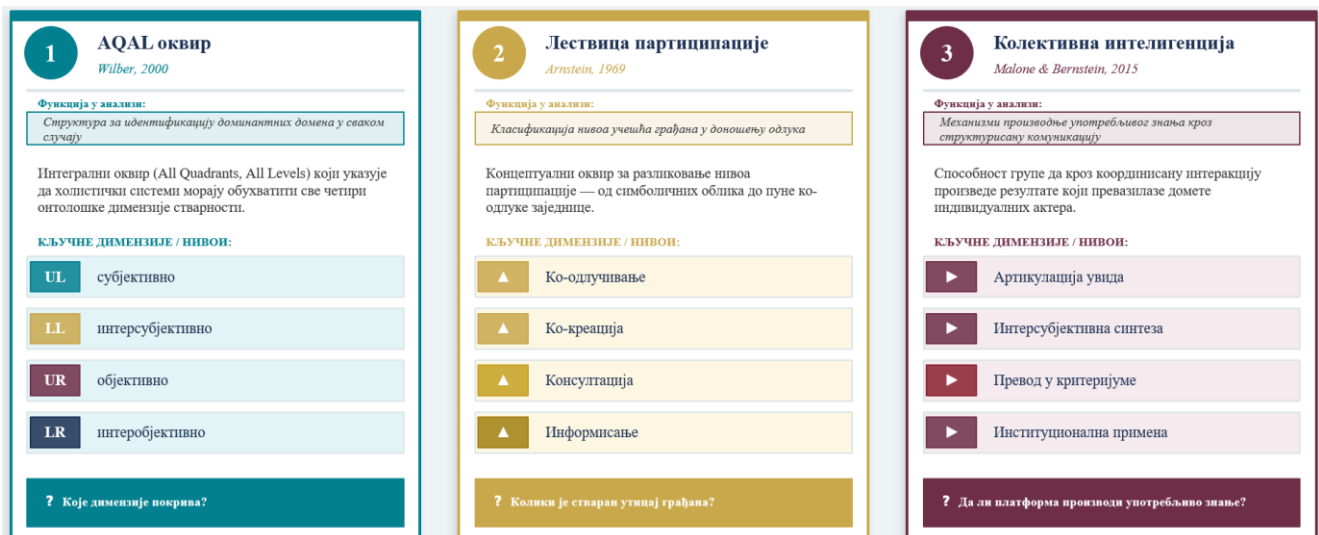 1
AQAL оквир
Wilber, 2000
Функција у анализи:
Структура за идентификацију доминантних домена у сваком
случају
Интегрални оквир (All Quadrants, All Levels) који указује
да холистички системи морају обухватити све четири
онтолошке димензије стварности.
КЉУЧНЕ ДИМЕНЗИЈЕ / НИВОИ:
UL субјективно
LL интерсубјективно
UR објективно
LR интеробјективно
? Које димензије покрива?
2
Лествица партиципације
Arnstein, 1969
Функција у анализи:
Класификација нивоа учешћа грађана у доношењу одлука
Концептуални оквир за разликовање нивоа
партиципације — од симболичних облика до пуне ко-
одлуке заједнице.
КЉУЧНЕ ДИМЕНЗИЈЕ / НИВОИ:
▲ Ко-одлучивање
▲ Ко-креација
▲ Консултација
▲ Информисање
? Колики је стваран утицај грађана?
3
Колективна интелигенција
Malone & Bernstein, 2015
Функција у анализи:
Механизми производње употребљивог знања кроз
структурисану комуникацију
Способност групе да кроз координисану интеракцију
произведе резултате који превазилазе домете
индивидуалних актера.
КЉУЧНЕ ДИМЕНЗИЈЕ / НИВОИ:
► Артикулација увида
► Интерсубјективна синтеза
► Превод у критеријуме
► Институционална примена
? Да ли платформа производи употребљиво знање?